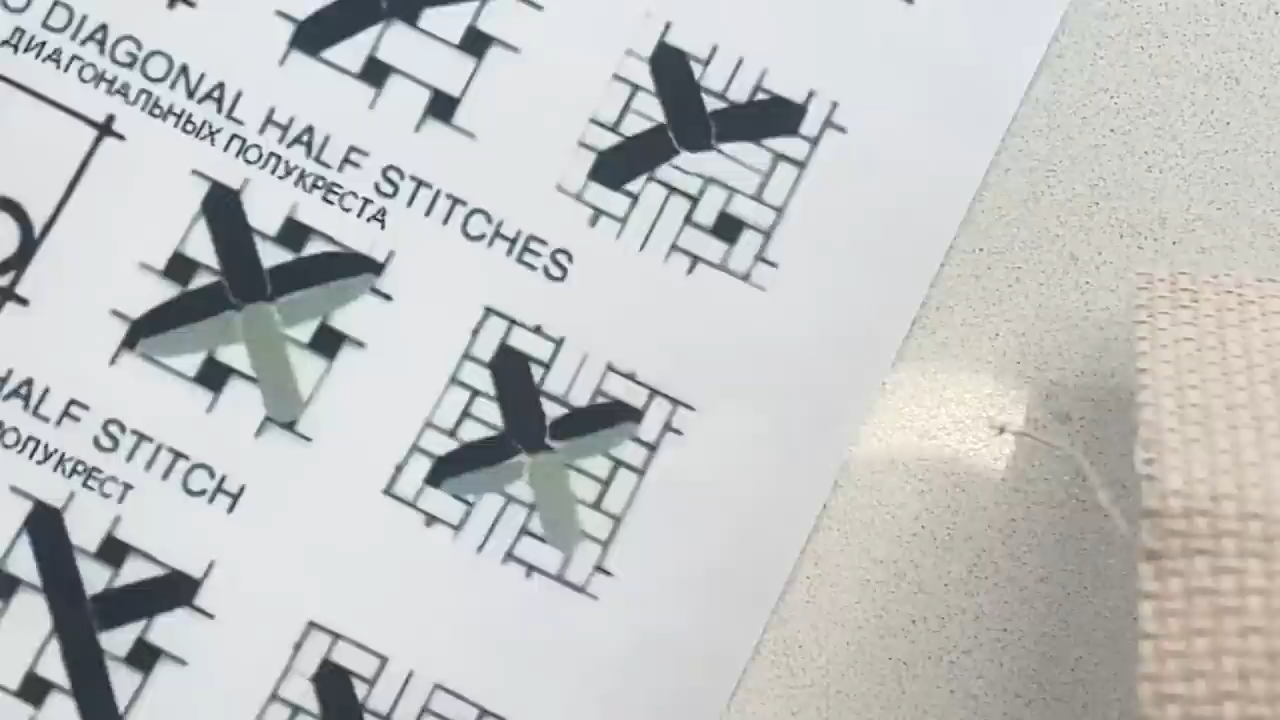 DIAGONAL HALF STITCHES
ДИАГОНАЛЬНЫХ ПОЛУКРЕСТА
HALF STITCH
ПОЛУКРЕСТ